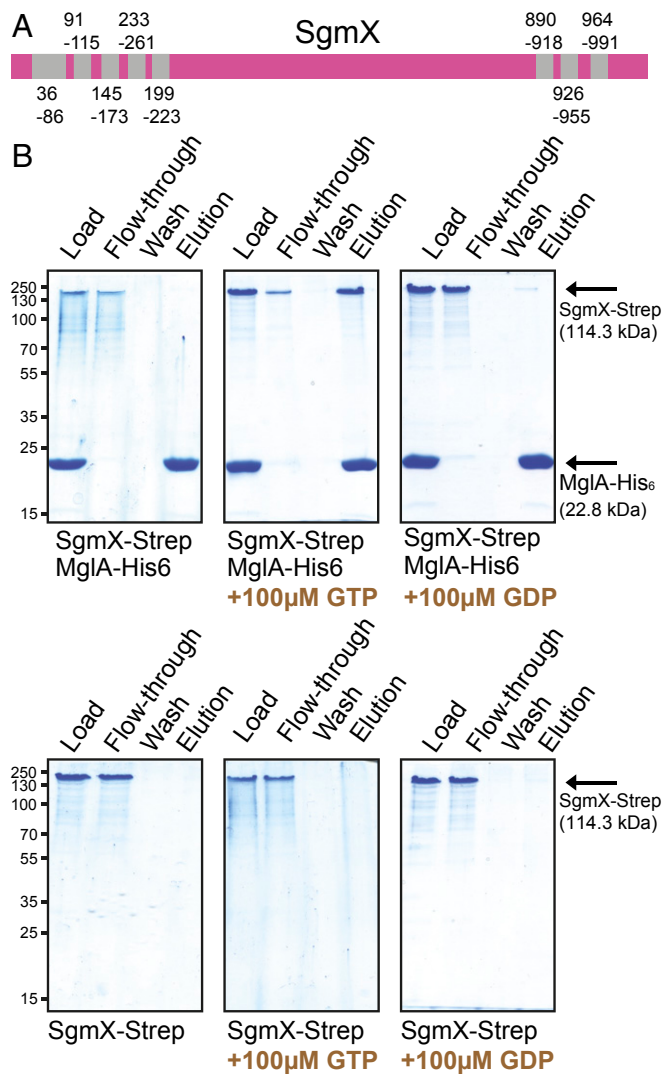 A
SgmX
91
-115
233
-261
890
-918
964
-991
36
-86
145
-173
199
-223
926
-955
B
Load
Flow-through
Wash
Elution
Load
Flow-through
Wash
Elution
Load
Flow-through
Wash
Elution
250
130
100
70
55
35
25
15
SgmX-Strep
(114.3 kDa)
MglA-His₆
(22.8 kDa)
SgmX-Strep
MglA-His6
SgmX-Strep
MglA-His6
+100µM GTP
SgmX-Strep
MglA-His6
+100µM GDP
Load
Flow-through
Wash
Elution
Load
Flow-through
Wash
Elution
Load
Flow-through
Wash
Elution
250
130
100
70
55
35
25
15
SgmX-Strep
(114.3 kDa)
SgmX-Strep
SgmX-Strep
+100µM GTP
SgmX-Strep
+100µM GDP